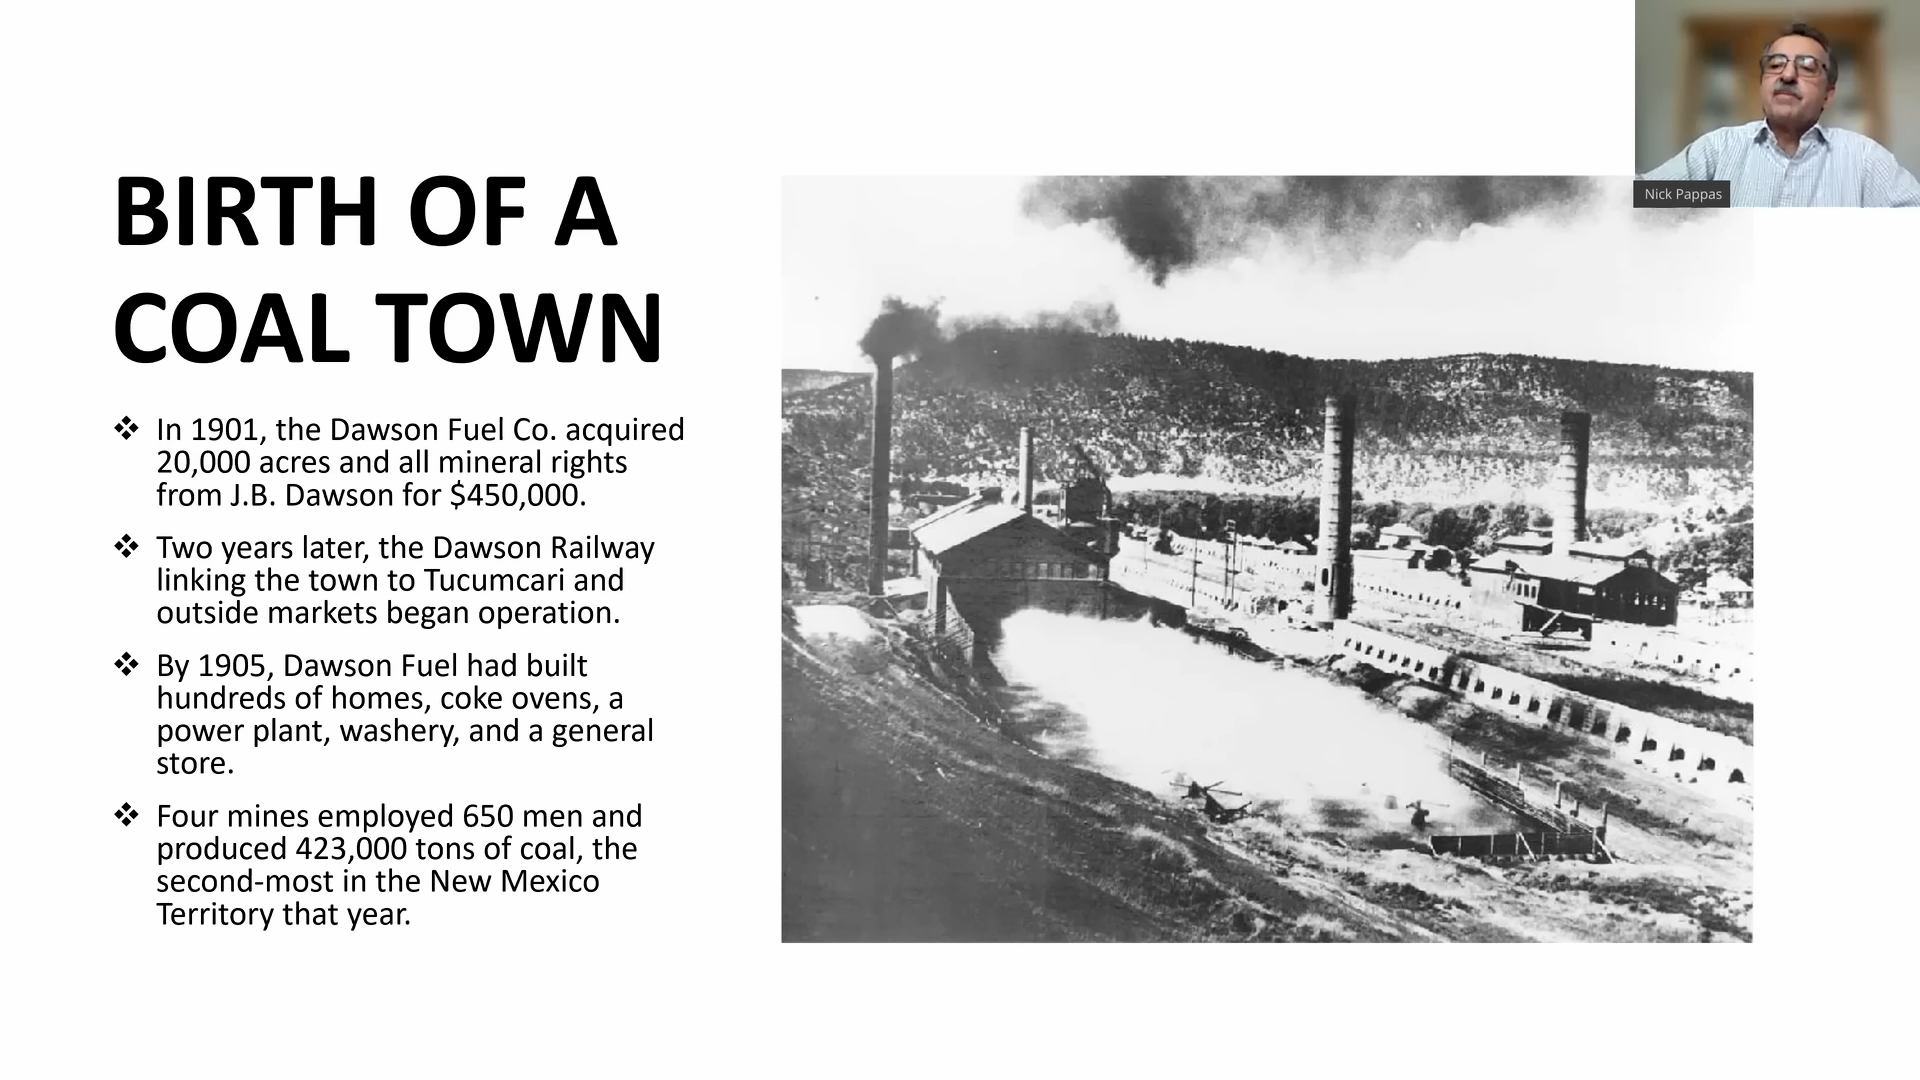 BIRTH OF A
COAL TOWN
❖ In 1901, the Dawson Fuel Co. acquired
20,000 acres and all mineral rights
from J.B. Dawson for $450,000.
❖ Two years later, the Dawson Railway
linking the town to Tucumcari and
outside markets began operation.
❖ By 1905, Dawson Fuel had built
hundreds of homes, coke ovens, a
power plant, washery, and a general
store.
❖ Four mines employed 650 men and
produced 423,000 tons of coal, the
second-most in the New Mexico
Territory that year.
Nick Pappas